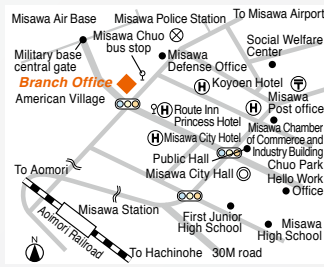 To Misawa Airport
Misawa Air Base
Misawa Police Station
Misawa Chuo
bus stop
Social Welfare
Center
Military base
central gate
Misawa
Defense Office
Branch Office
Koyoen Hotel
H
〒
American Village
H
Route Inn
Princess Hotel
H
Misawa
Post office
H
Misawa City Hotel
Misawa Chamber
of Commerce and
Industry Building
Public Hall
Chuo Park
To Aomori
Misawa City Hall
Hello Work
Office
Misawa Station
First Junior
High School
Misawa
High School
Aoimori Railroad
N
To Hachinohe
30M road